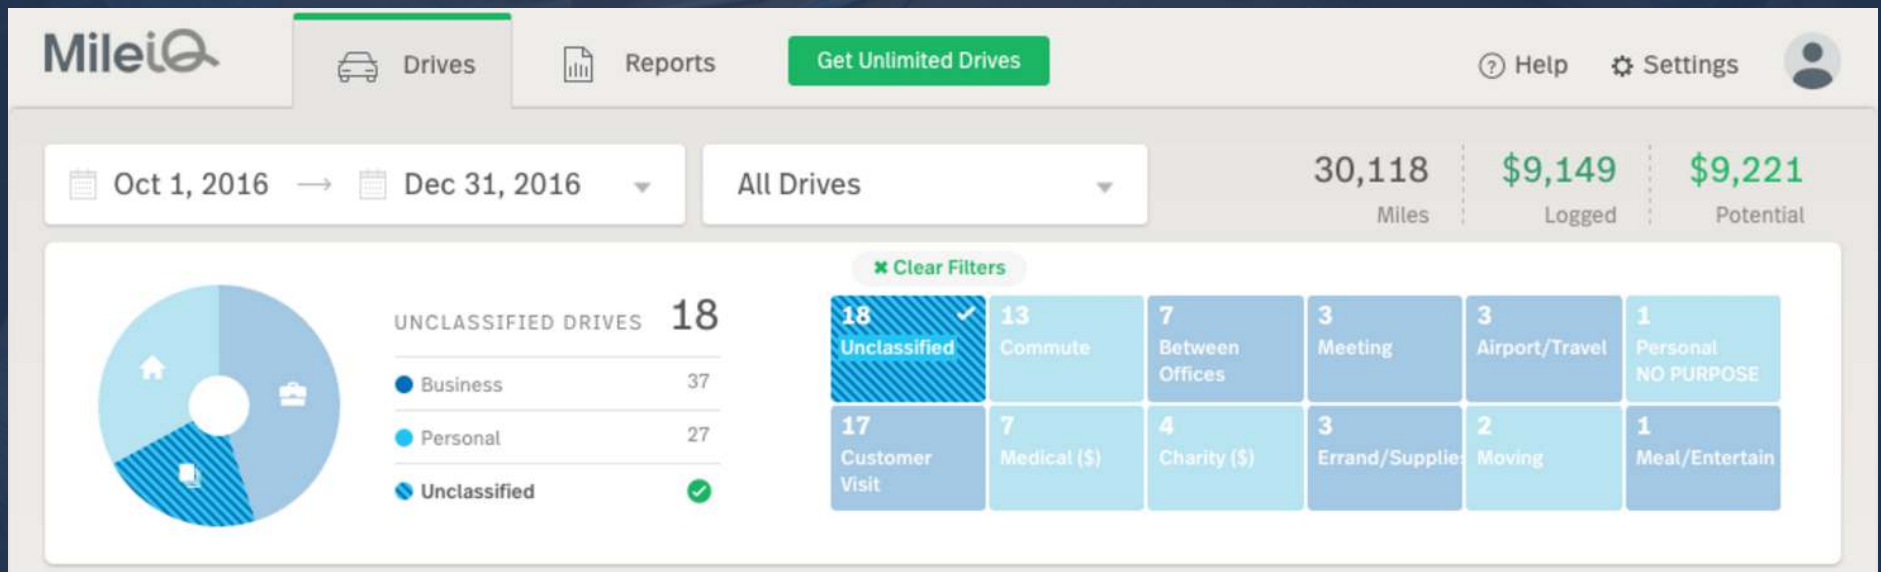 MileiQ
Drives
Reports
Get Unlimited Drives
Help
Settings
Oct 1, 2016 → Dec 31, 2016
All Drives
30,118
Miles
$9,149
Logged
$9,221
Potential
✖ Clear Filters
UNCLASSIFIED DRIVES 18
Business 37
Personal 27
Unclassified
18
Unclassified
13
Commute
7
Between
Offices
3
Meeting
3
Airport/Travel
1
Personal
NO PURPOSE
17
Customer
Visit
7
Medical ($)
4
Charity ($)
3
Errand/Supplie
2
Moving
1
Meal/Entertain